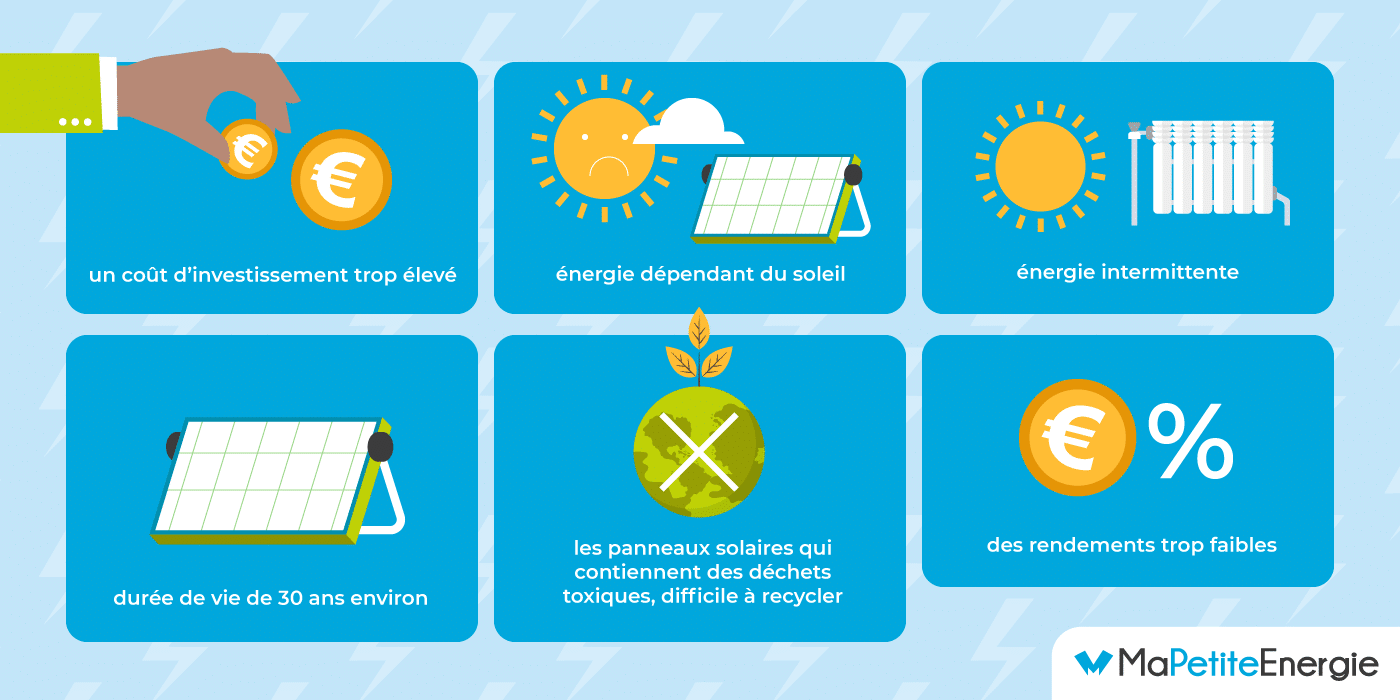 un coût d'investissement trop élevé
énergie dépendant du soleil
énergie intermittente
durée de vie de 30 ans environ
les panneaux solaires qui
contiennent des déchets
toxiques, difficile à recycler
€ %
des rendements trop faibles
MaPetiteEnergie